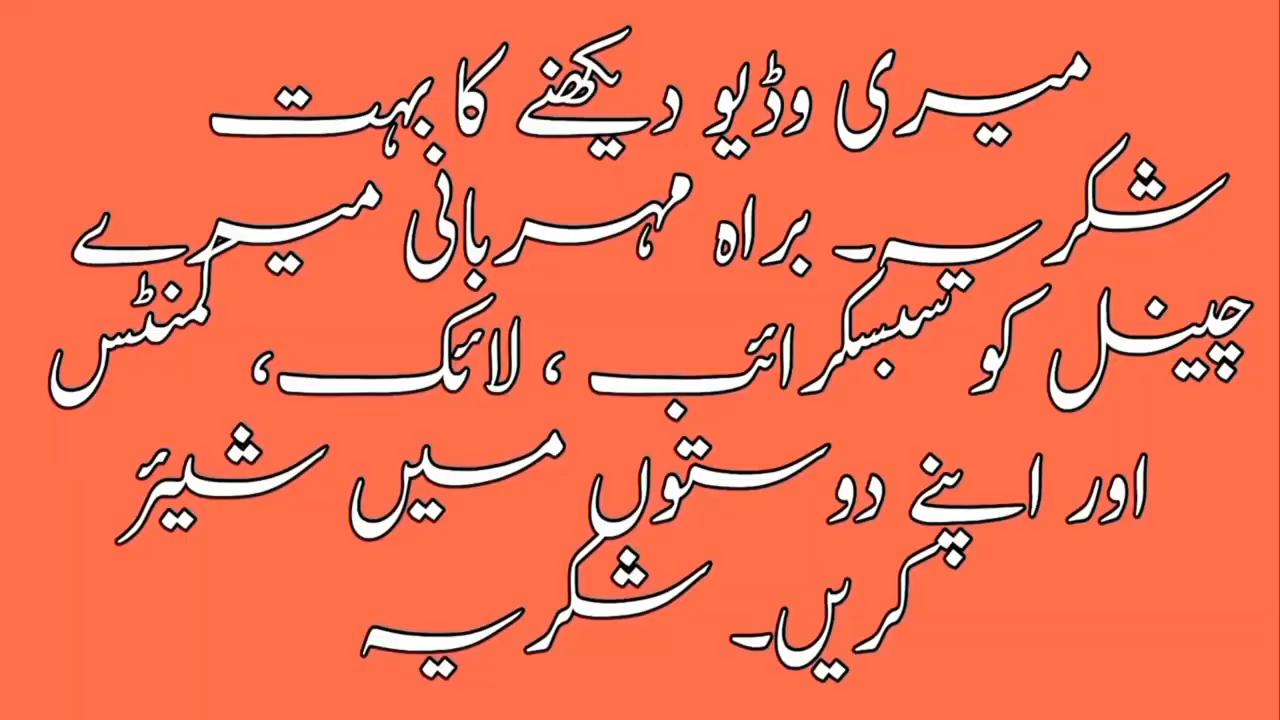 میری وڈیو دیکھنے کا بہت
شکریہ۔ براہ مہربانی میرے
چینل کو سبسکرائب ، لائک، کمنٹس
اور اپنے دوستوں میں شیئر
کریں۔ شکریہ